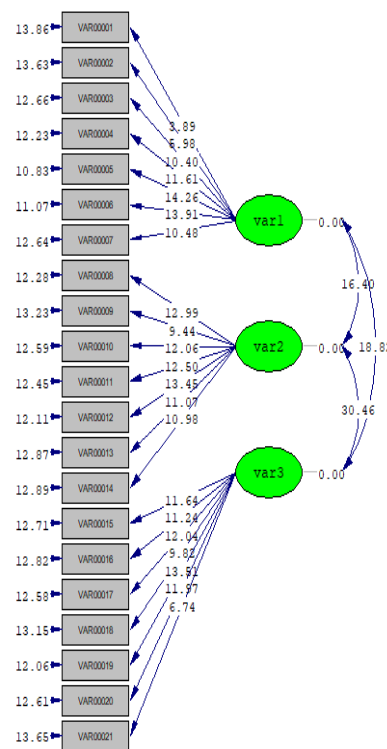 13.86 VAR00001
13.63 VAR00002
12.66 VAR00003
12.23 VAR00004
10.83 VAR00005
11.07 VAR00006
12.64 VAR00007
12.28 VAR00008
13.23 VAR00009
12.59 VAR00010
12.45 VAR00011
12.11 VAR00012
12.87 VAR00013
12.89 VAR00014
12.71 VAR00015
12.82 VAR00016
12.58 VAR00017
13.15 VAR00018
12.06 VAR00019
12.61 VAR00020
13.65 VAR00021
3.89
10.40
11.61
14.26
13.91
10.48
12.99
9.44
12.06
12.50
13.45
11.07
10.98
11.64
11.24
12.04
9.82
13.51
11.97
6.74
var1 0.00
var2 0.00
var3 0.00
16.40
30.46